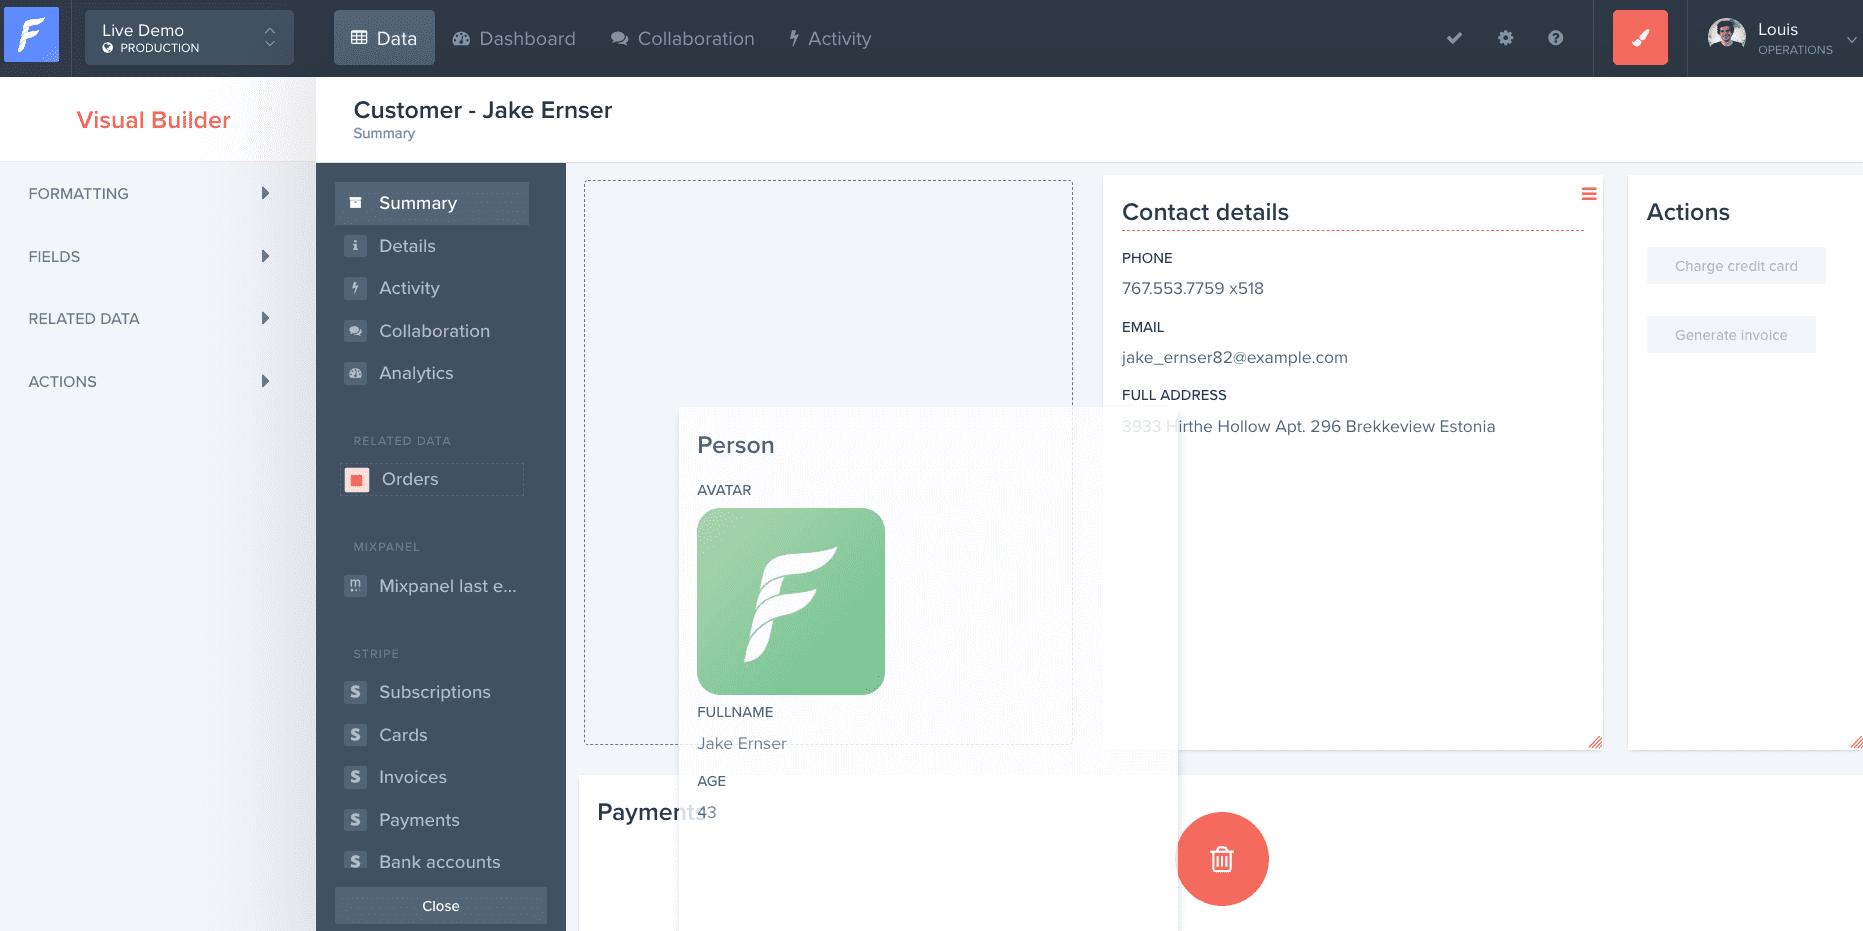 Live Demo
PRODUCTION
Data
Dashboard
Collaboration
Activity
Louis
OPERATIONS
Visual Builder
FORMATTING
FIELDS
RELATED DATA
ACTIONS
Customer - Jake Ernser
Summary
Summary
Details
Activity
Collaboration
Analytics
RELATED DATA
Orders
MIXPANEL
Mixpanel last e...
STRIPE
Subscriptions
Cards
Invoices
Payments
Bank accounts
Close
Person
AVATAR
FULLNAME
Jake Ernser
AGE
43
Contact details
PHONE
767.553.7759 x518
EMAIL
jake_ernser82@example.com
FULL ADDRESS
3933 Hirthe Hollow Apt. 296 Brekkeview Estonia
Actions
Charge credit card
Generate invoice
Payments